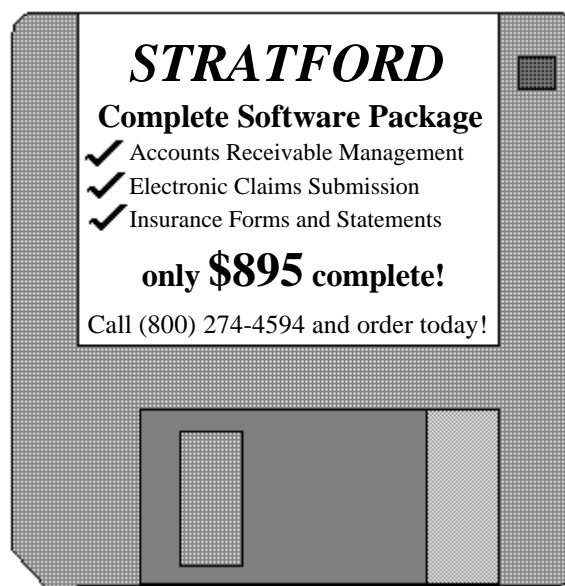 STRATFORD
Complete Software Package
Accounts Receivable Management
Electronic Claims Submission
Insurance Forms and Statements
only $895 complete!
Call (800) 274-4594 and order today!